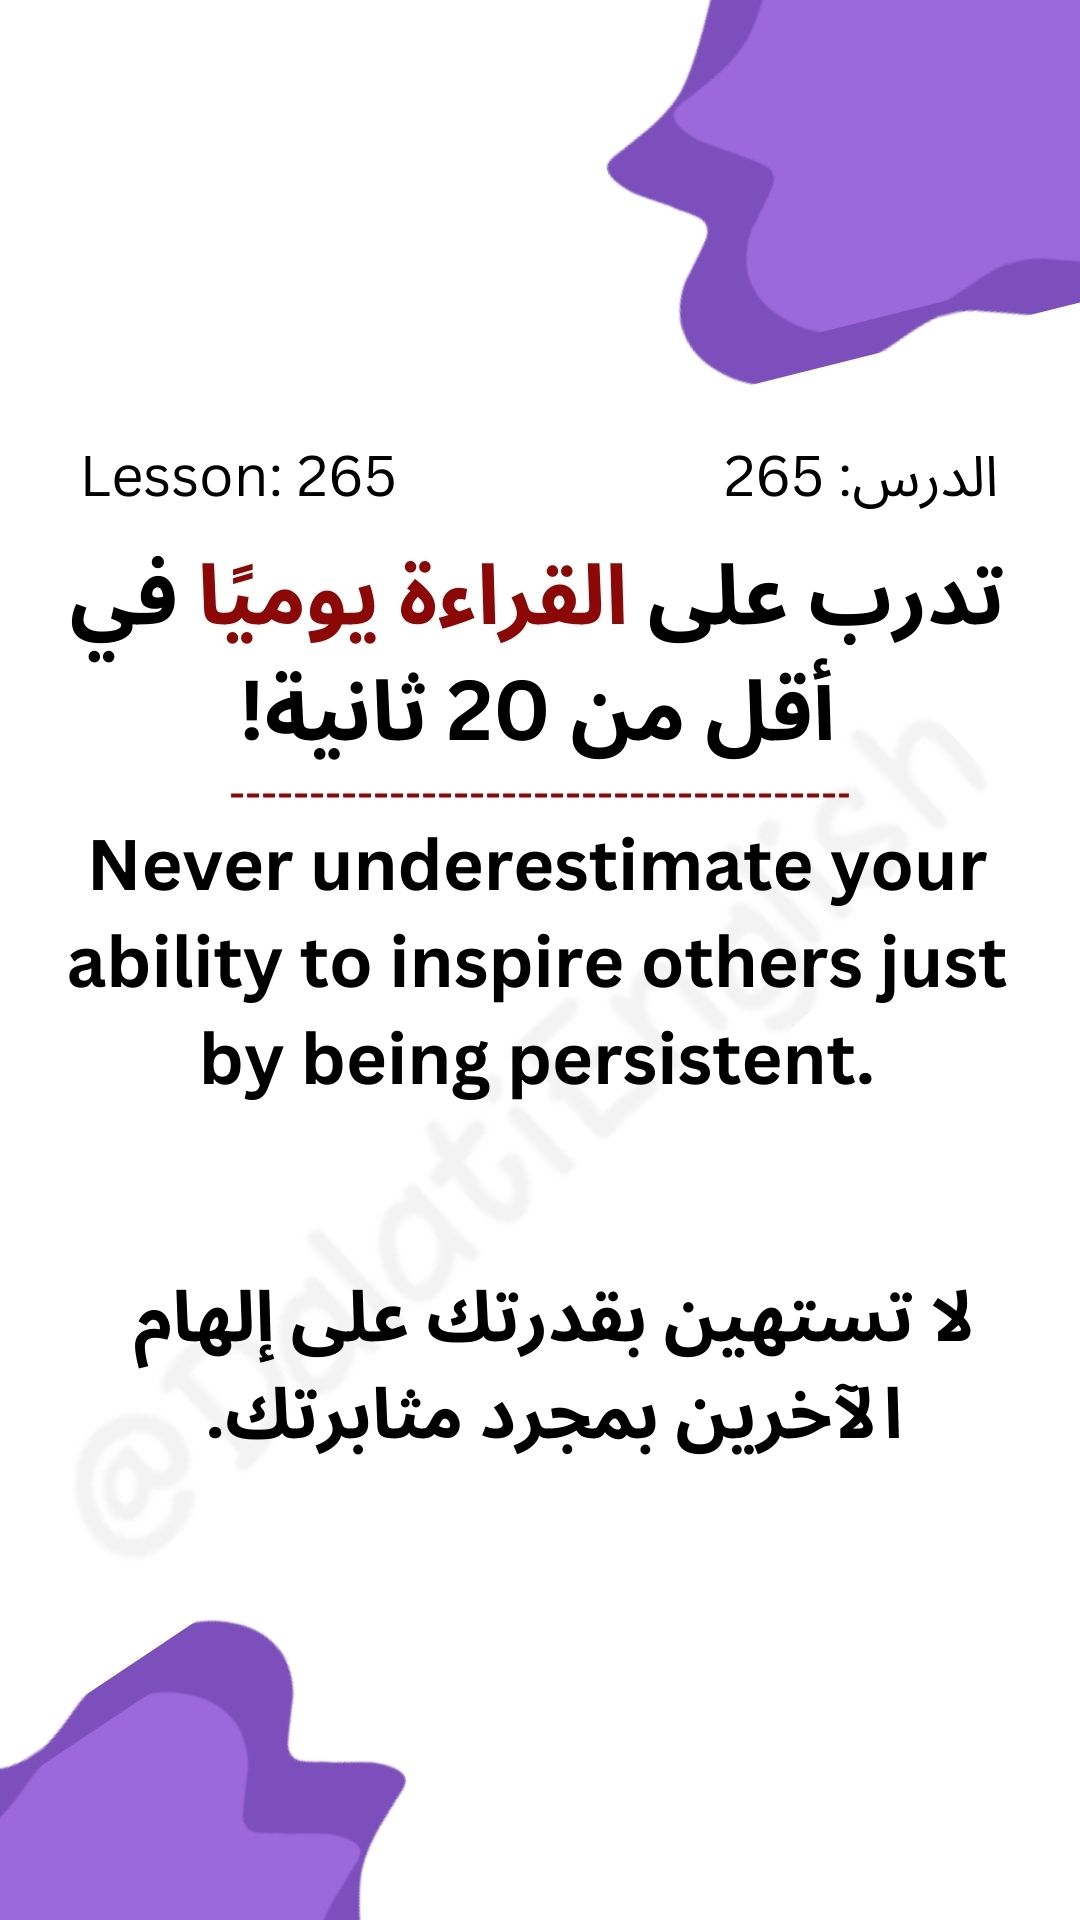 Lesson: 265
الدرس: 265
تدرب على القراءة يوميًا في
أقل من 20 ثانية!
---------------------------------------
Never underestimate your
ability to inspire others just
by being persistent.
لا تستهين بقدرتك على إلهام
الآخرين بمجرد مثابرتك.
@DalatiEnglish